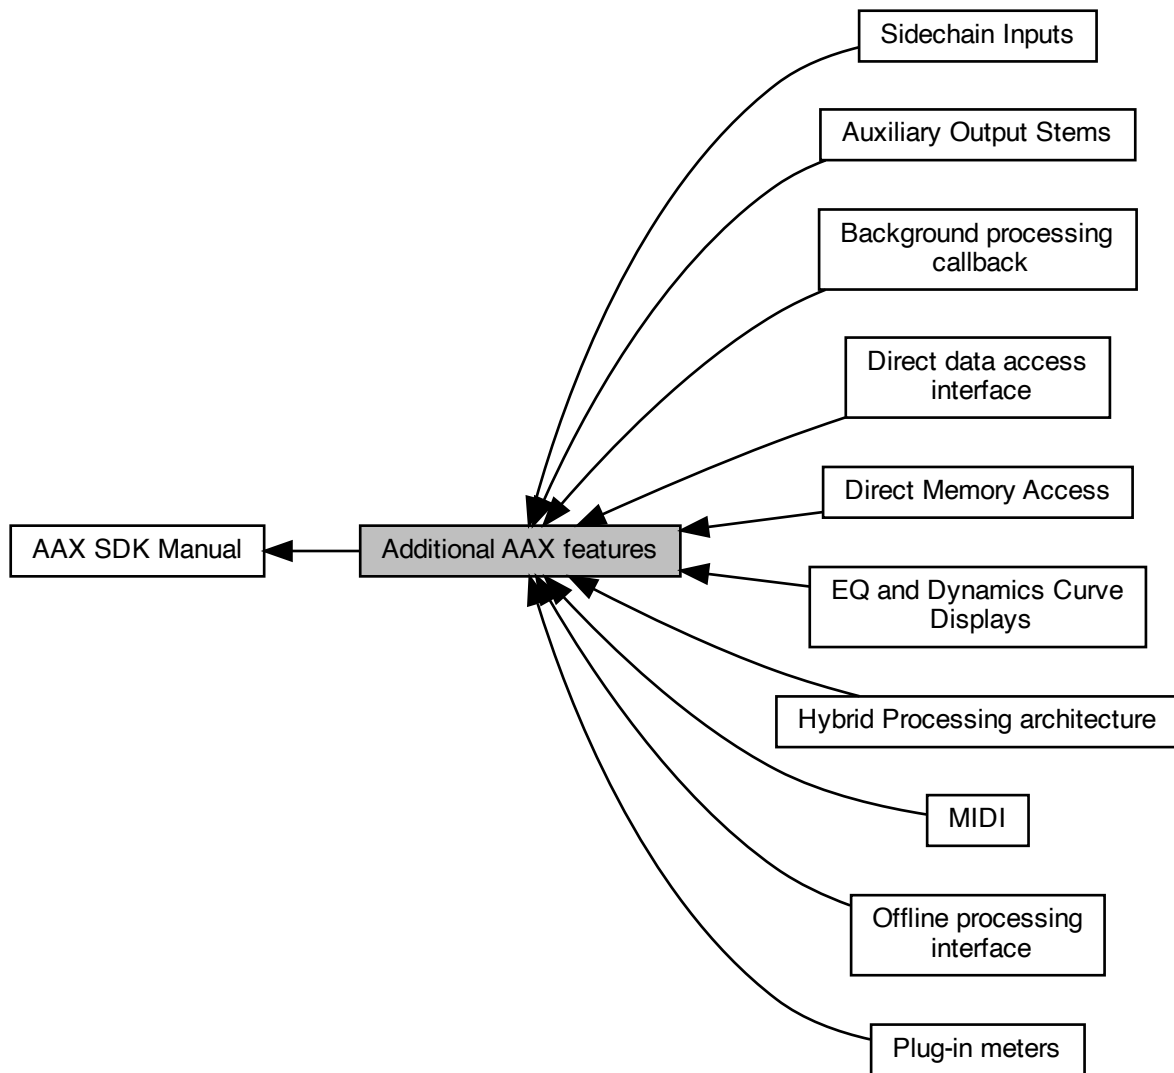 Sidechain Inputs
Auxiliary Output Stems
Background processing
callback
Direct data access
interface
Direct Memory Access
AAX SDK Manual
Additional AAX features
EQ and Dynamics Curve
Displays
Hybrid Processing architecture
MIDI
Offline processing
interface
Plug-in meters